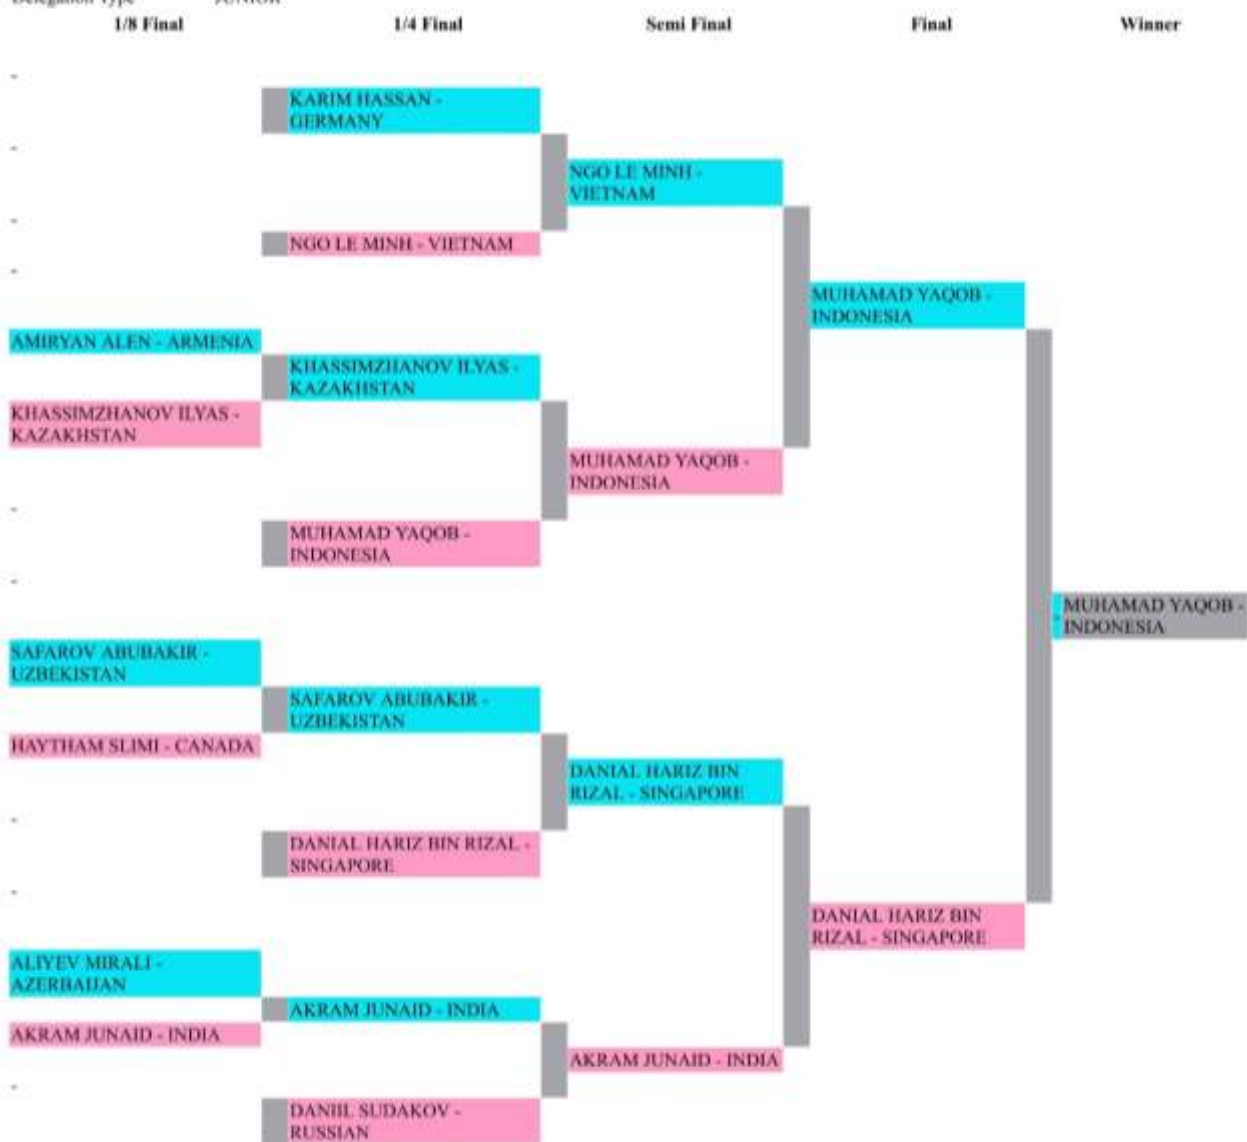 Delegation Type JUNIOR
1/8 Final 1/4 Final Semi Final Final Winner
-
KARIM HASSAN -
GERMANY
-
NGO LE MINH -
VIETNAM
-
NGO LE MINH - VIETNAM
-
MUHAMAD YAQOB -
INDONESIA
AMIRYAN ALEN - ARMENIA
KHASSIMZHANOV ILYAS -
KAZAKHSTAN
KHASSIMZHANOV ILYAS -
KAZAKHSTAN
MUHAMAD YAQOB -
INDONESIA
-
MUHAMAD YAQOB -
INDONESIA
-
MUHAMAD YAQOB -
INDONESIA
SAFAROV ABUBAKIR -
UZBEKISTAN
SAFAROV ABUBAKIR -
UZBEKISTAN
HAYTHAM SLIMI - CANADA
DANIAL HARIZ BIN
RIZAL - SINGAPORE
-
DANIAL HARIZ BIN RIZAL -
SINGAPORE
-
DANIAL HARIZ BIN
RIZAL - SINGAPORE
ALIYEV MIRALI -
AZERBAIJAN
AKRAM JUNAID - INDIA
AKRAM JUNAID - INDIA
AKRAM JUNAID - INDIA
-
DANIIL SUDAKOV -
RUSSIAN